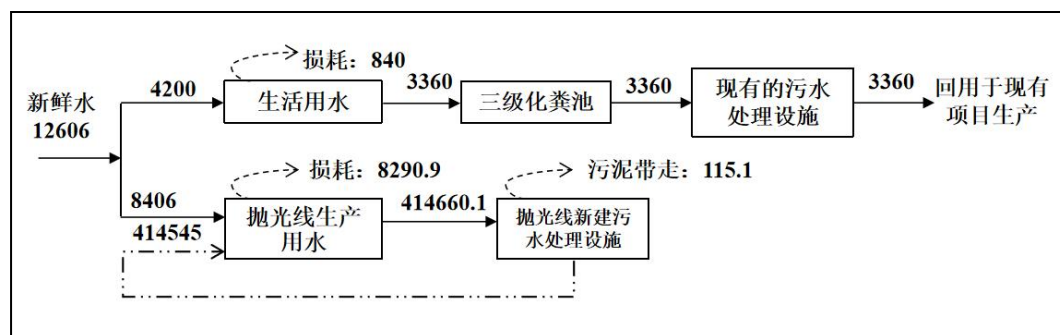 损耗：840
4200
生活用水
3360
三级化粪池
3360
现有的污水
处理设施
3360
回用于现有
项目生产
新鲜水
12606
损耗：8290.9
污泥带走：115.1
8406
414545
抛光线生产
用水
414660.1
抛光线新建污
水处理设施